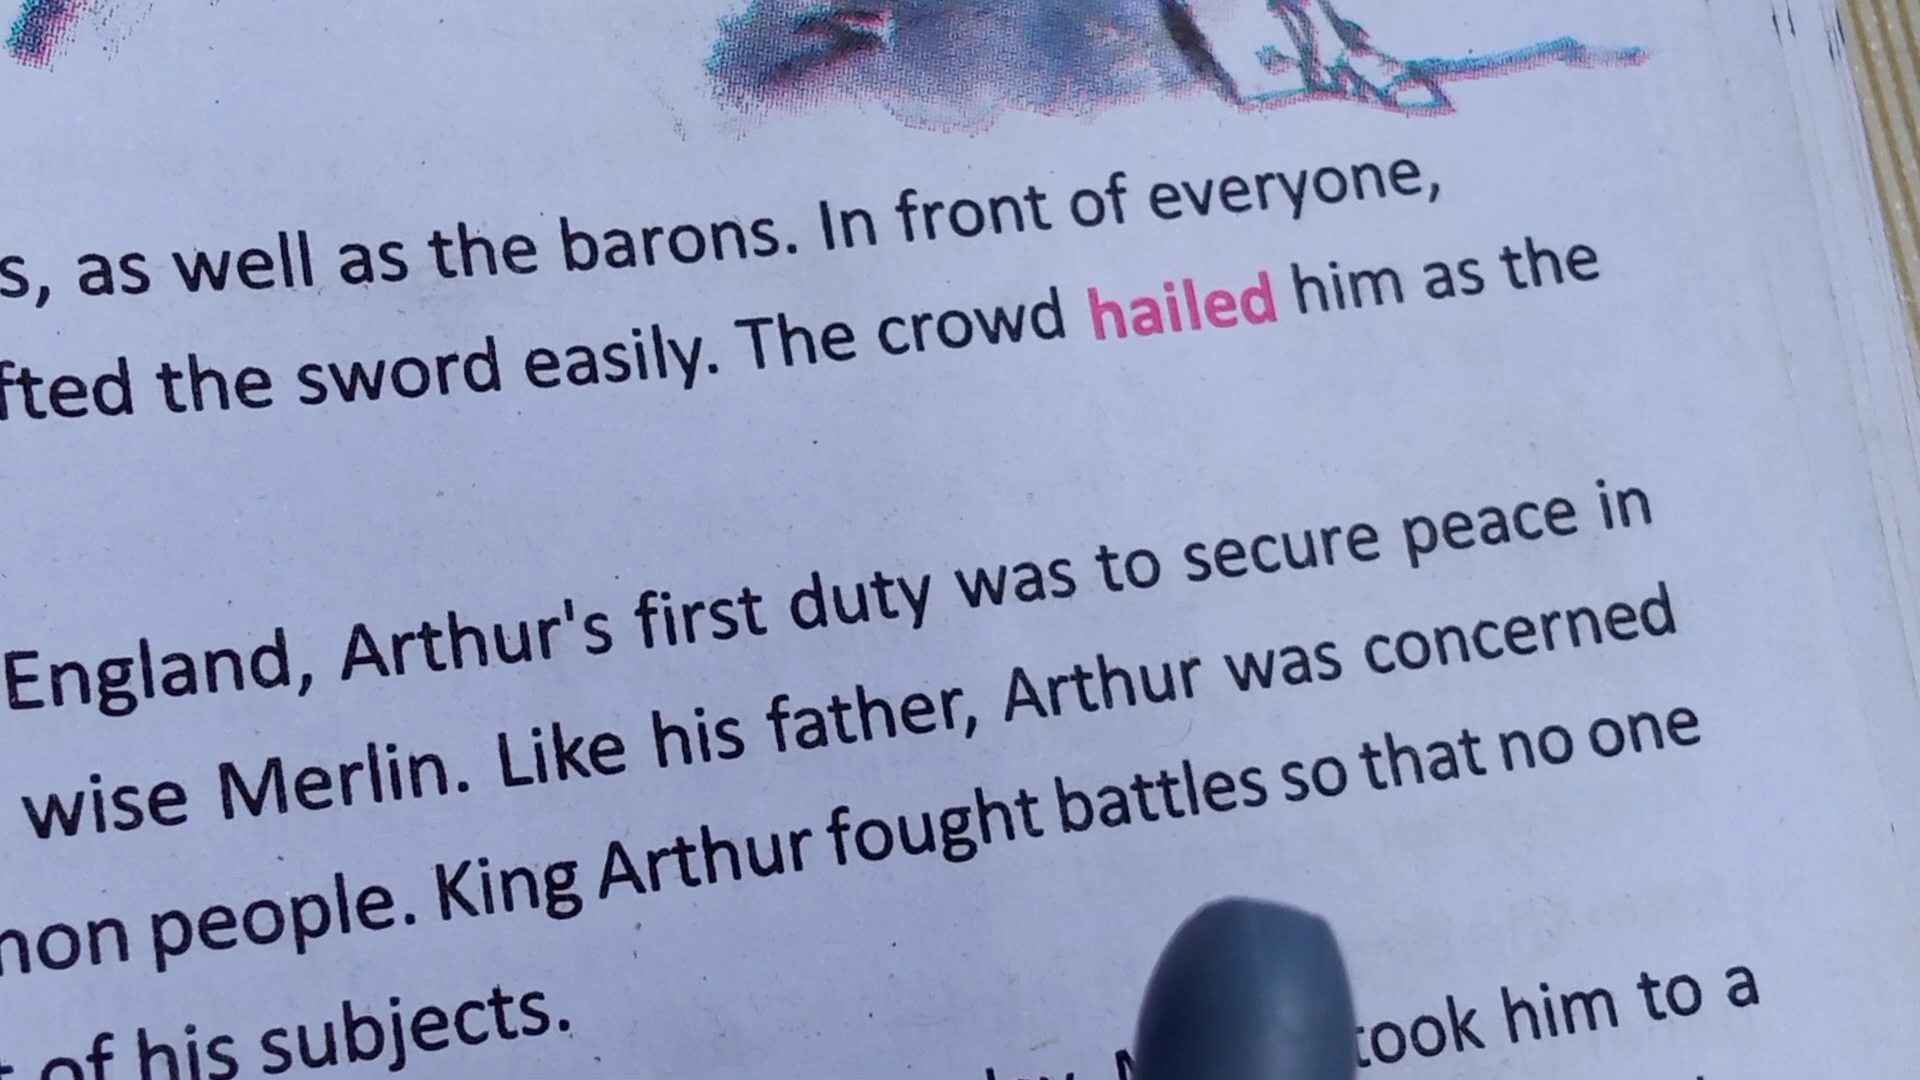 s, as well as the barons. In front of everyone,
fted the sword easily. The crowd hailed him as the
England, Arthur's first duty was to secure peace in
wise Merlin. Like his father, Arthur was concerned
people. King Arthur fought battles so that no one
of his subjects.
took him to a